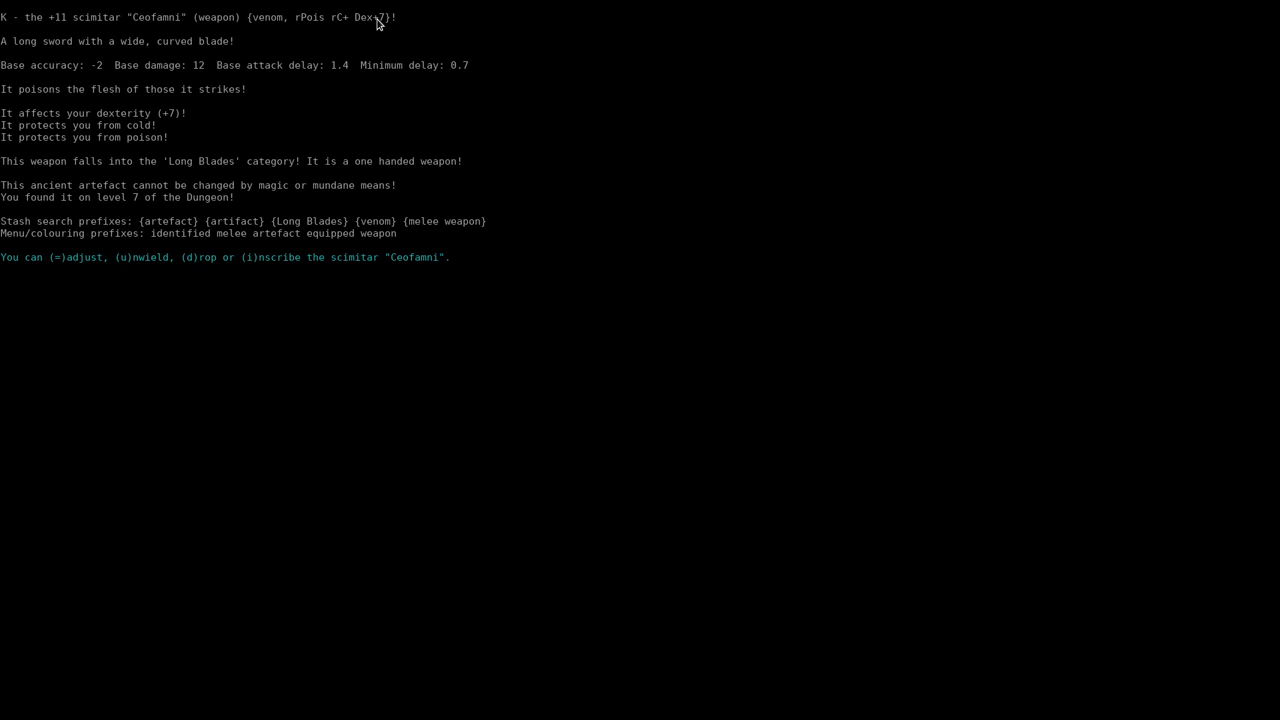 K - the +11 scimitar "Ceofamni" (weapon) {venom, rPois rC+ Dex+7}!
A long sword with a wide, curved blade!
Base accuracy: -2  Base damage: 12  Base attack delay: 1.4  Minimum delay: 0.7
It poisons the flesh of those it strikes!
It affects your dexterity (+7)!
It protects you from cold!
It protects you from poison!
This weapon falls into the 'Long Blades' category! It is a one handed weapon!
This ancient artefact cannot be changed by magic or mundane means!
You found it on level 7 of the Dungeon!
Stash search prefixes: {artefact} {artifact} {Long Blades} {venom} {melee weapon}
Menu/colouring prefixes: identified melee artefact equipped weapon
You can (=)adjust, (u)nwield, (d)rop or (i)nscribe the scimitar "Ceofamni".